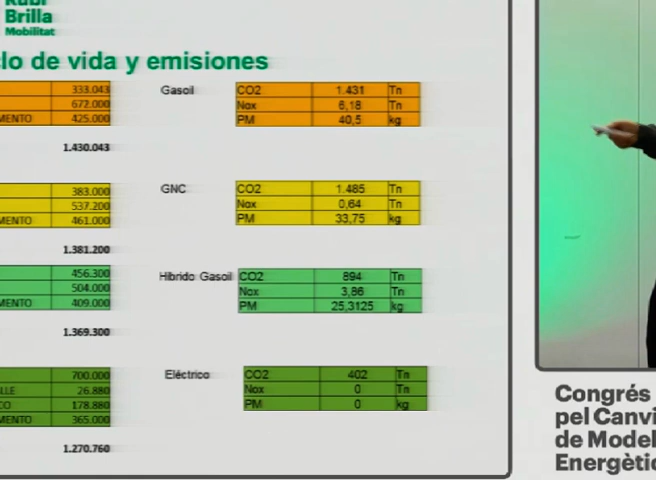 Rubí
Brilla
Mobilitat
clo de vida y emisiones
333.043
672.000
MENTO 425.000
1.430.043
Gasoil
CO2 1.431 Tn
Nox 6,18 Tn
PM 40,5 kg
383.000
537.200
MENTO 461.000
1.381.200
GNC
CO2 1.485 Tn
Nox 0,64 Tn
PM 33,75 kg
456.300
504.000
MENTO 409.000
1.369.300
Híbrido Gasoil
CO2 894 Tn
Nox 3,86 Tn
PM 25,3125 kg
700.000
LLE 26.880
CO 178.880
MENTO 365.000
1.270.760
Eléctrico
CO2 402 Tn
Nox 0 Tn
PM 0 kg
Congrés
pel Canvi
de Model
Energètic